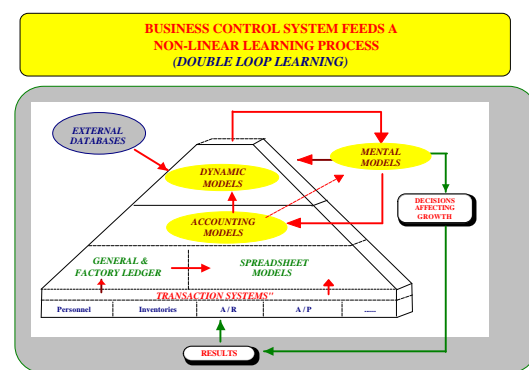 BUSINESS CONTROL SYSTEM FEEDS A
NON-LINEAR LEARNING PROCESS
(DOUBLE LOOP LEARNING)
EXTERNAL
DATABASES
MENTAL
MODELS
DYNAMIC
MODELS
DECISIONS
AFFECTING
GROWTH
ACCOUNTING
MODELS
GENERAL &
FACTORY LEDGER
SPREADSHEET
MODELS
TRANSACTION SYSTEMS"
Personnel Inventories A / R A / P .....
RESULTS